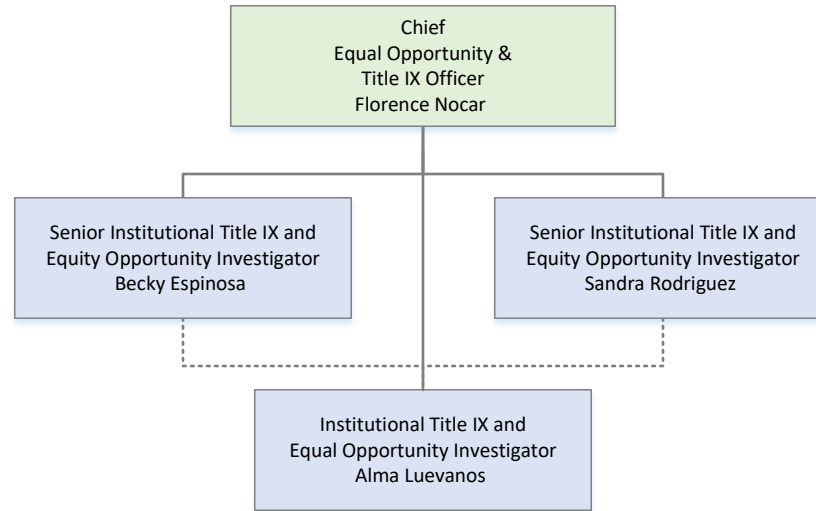 Chief
Equal Opportunity &
Title IX Officer
Florence Nocar
Senior Institutional Title IX and
Equity Opportunity Investigator
Becky Espinosa
Senior Institutional Title IX and
Equity Opportunity Investigator
Sandra Rodriguez
Institutional Title IX and
Equal Opportunity Investigator
Alma Luevanos